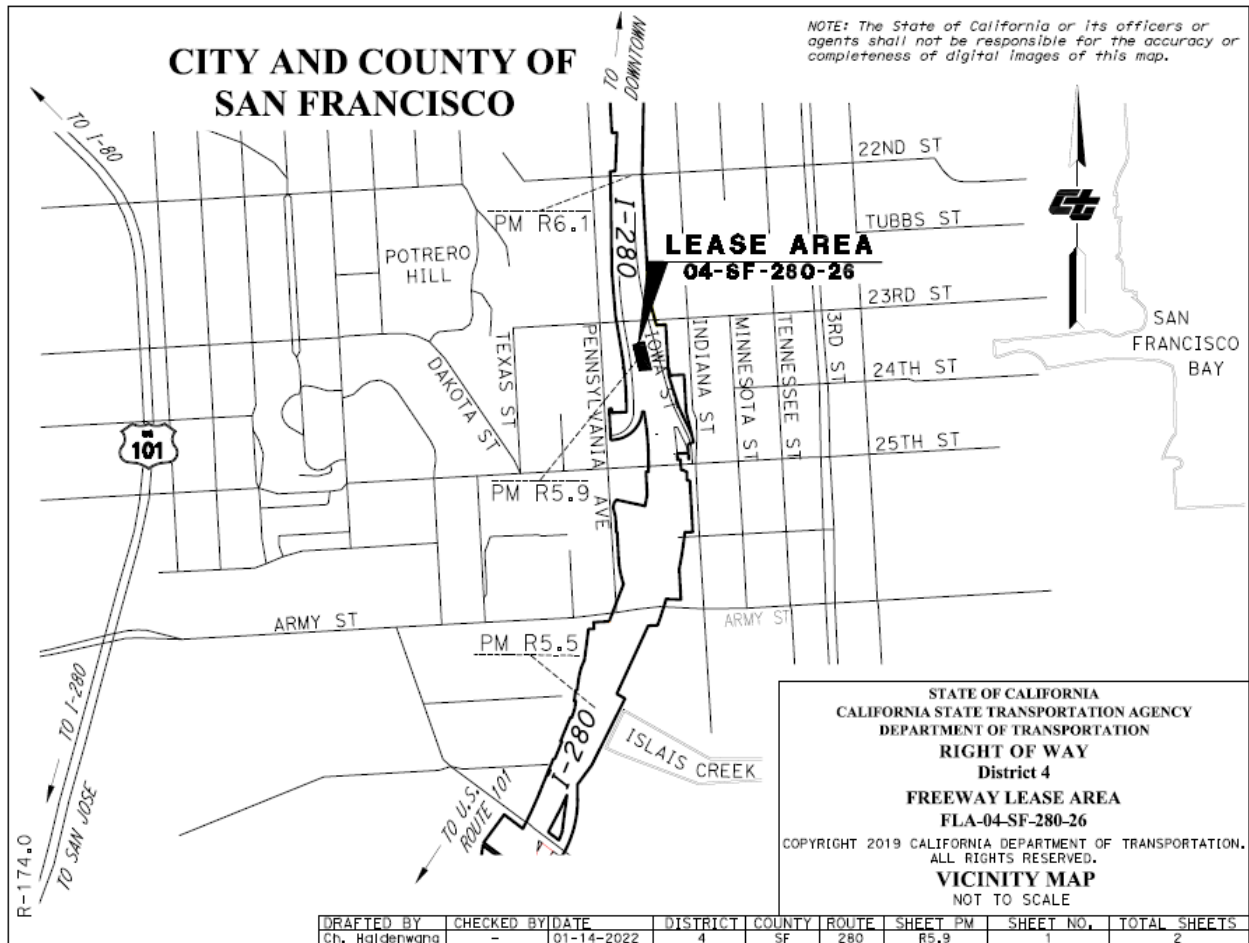 CITY AND COUNTY OF
SAN FRANCISCO
NOTE: The State of California or its officers or
agents shall not be responsible for the accuracy or
completeness of digital images of this map.
TO
DOWNTOWN
TO I-80
22ND ST
PM R6.1
I-280
TUBBS ST
LEASE AREA
04-SF-280-26
POTRERO
HILL
23RD ST
SAN
FRANCISCO
BAY
TEXAS ST
PENNSYLVANIA AVE
IOWA ST
INDIANA ST
MINNESOTA ST
TENNESSEE ST
3RD ST
DAKOTA ST
24TH ST
101
25TH ST
PM R5.9
ARMY ST
ARMY ST
PM R5.5
TO I-280
TO SAN JOSE
I-280
ISLAIS CREEK
TO U.S.
ROUTE 101
R-174.0
STATE OF CALIFORNIA
CALIFORNIA STATE TRANSPORTATION AGENCY
DEPARTMENT OF TRANSPORTATION
RIGHT OF WAY
District 4
FREEWAY LEASE AREA
FLA-04-SF-280-26
COPYRIGHT 2019 CALIFORNIA DEPARTMENT OF TRANSPORTATION.
ALL RIGHTS RESERVED.
VICINITY MAP
NOT TO SCALE
DRAFTED BY CHECKED BY DATE DISTRICT COUNTY ROUTE SHEET PM SHEET NO. TOTAL SHEETS
Ch. Haldenwang - 01-14-2022 4 SF 280 R5.9 1 2